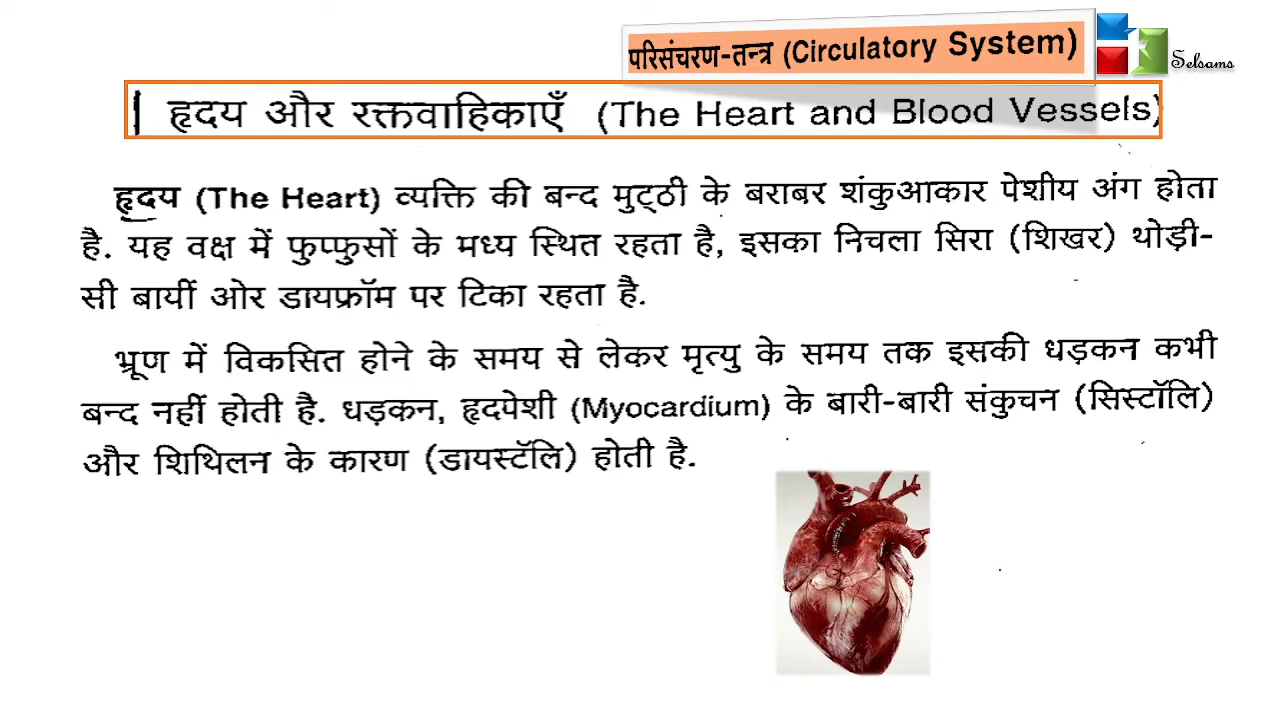 परिसंचरण-तन्त्र (Circulatory System)
Selsams
हृदय और रक्तवाहिकाएँ (The Heart and Blood Vessels)
हृदय (The Heart) व्यक्ति की बन्द मुट्ठी के बराबर शंकुआकार पेशीय अंग होता
है. यह वक्ष में फुप्फुसों के मध्य स्थित रहता है, इसका निचला सिरा (शिखर) थोड़ी-
सी बायीं ओर डायफ्रॉम पर टिका रहता है.
भ्रूण में विकसित होने के समय से लेकर मृत्यु के समय तक इसकी धड़कन कभी
बन्द नहीं होती है. धड़कन, हृदपेशी (Myocardium) के बारी-बारी संकुचन (सिस्टॉलि)
और शिथिलन के कारण (डायस्टॅलि) होती है.